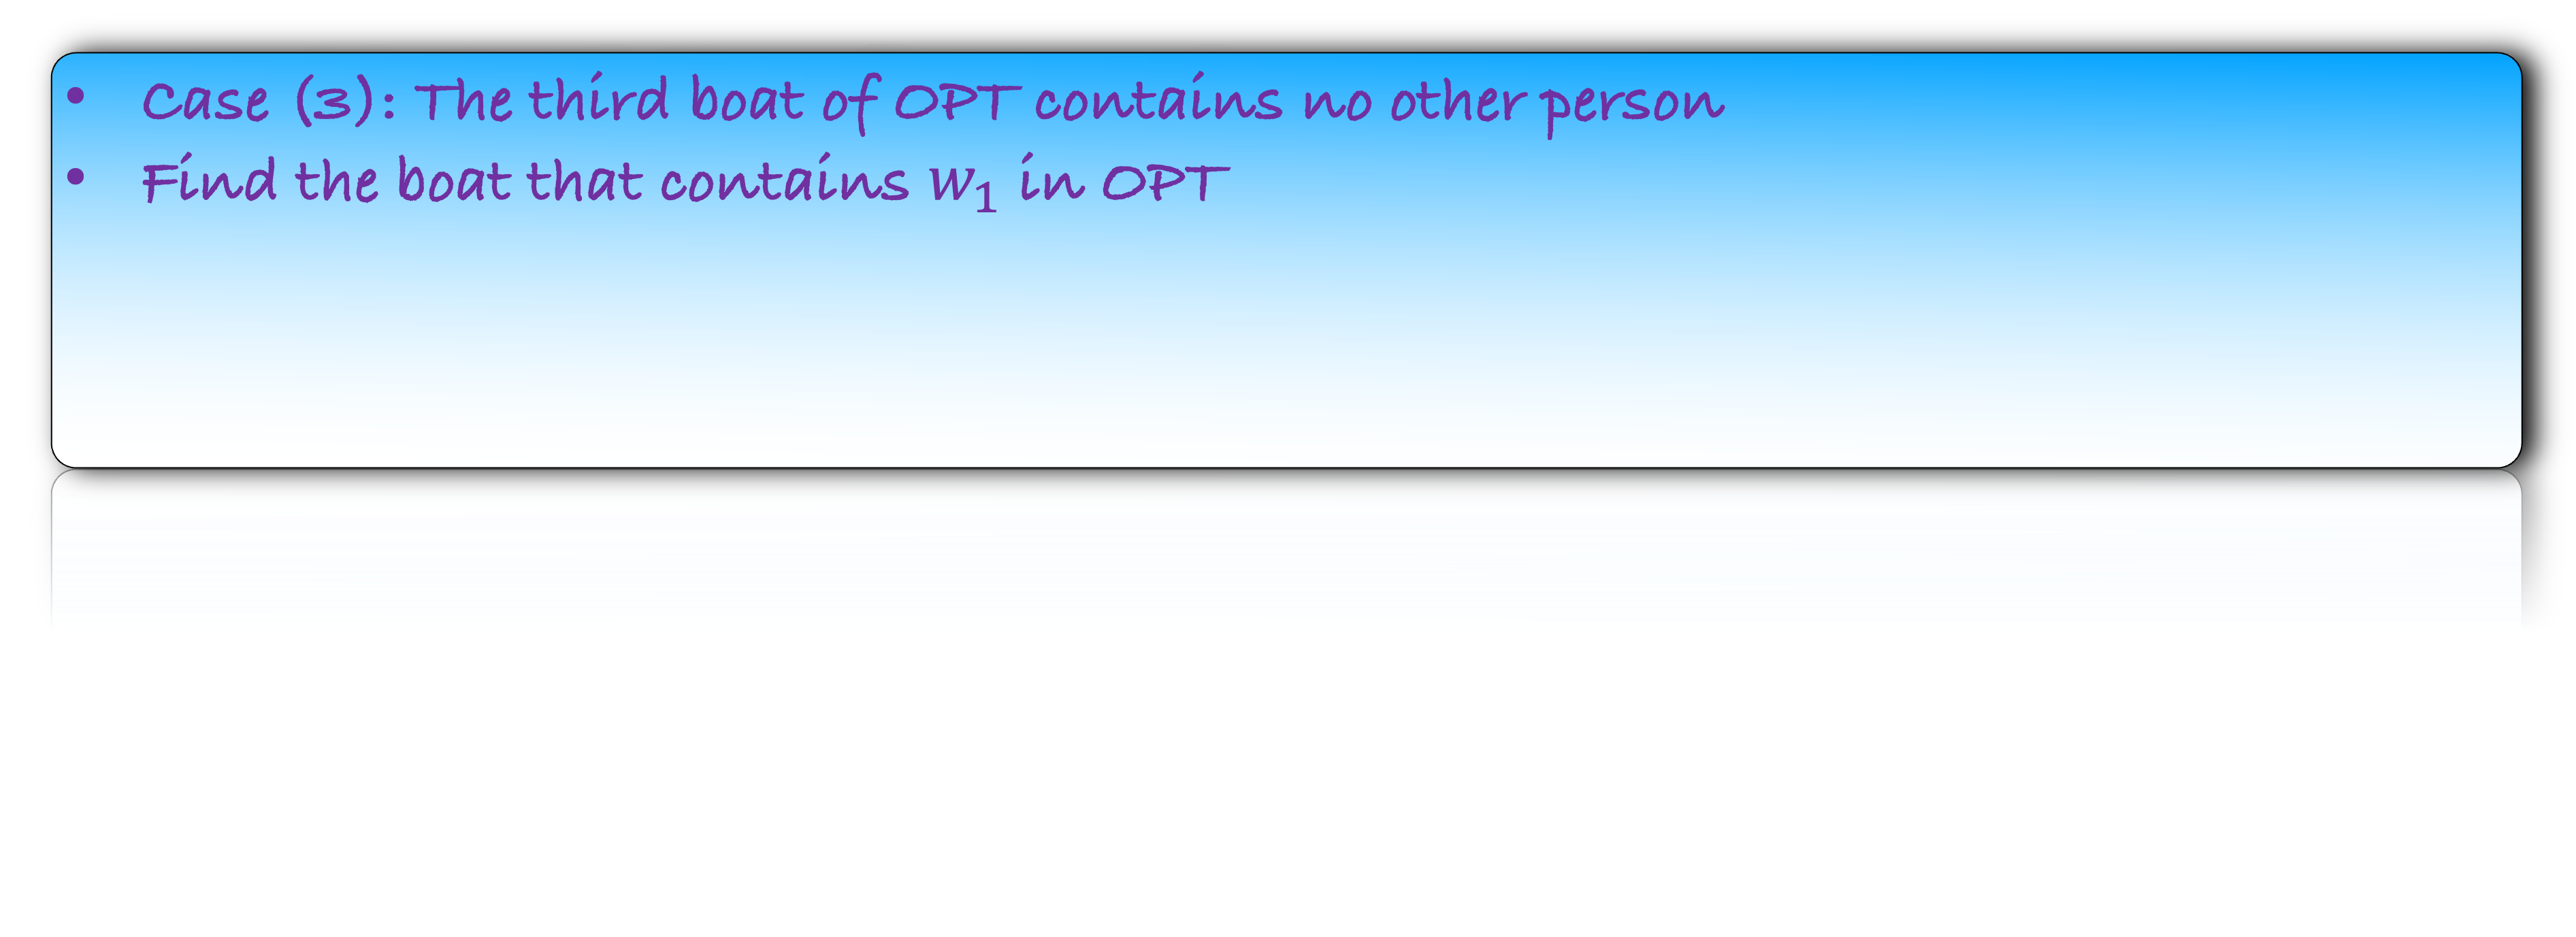 • Case (3): The third boat of OPT contains no other person
• Find the boat that contains w₁ in OPT